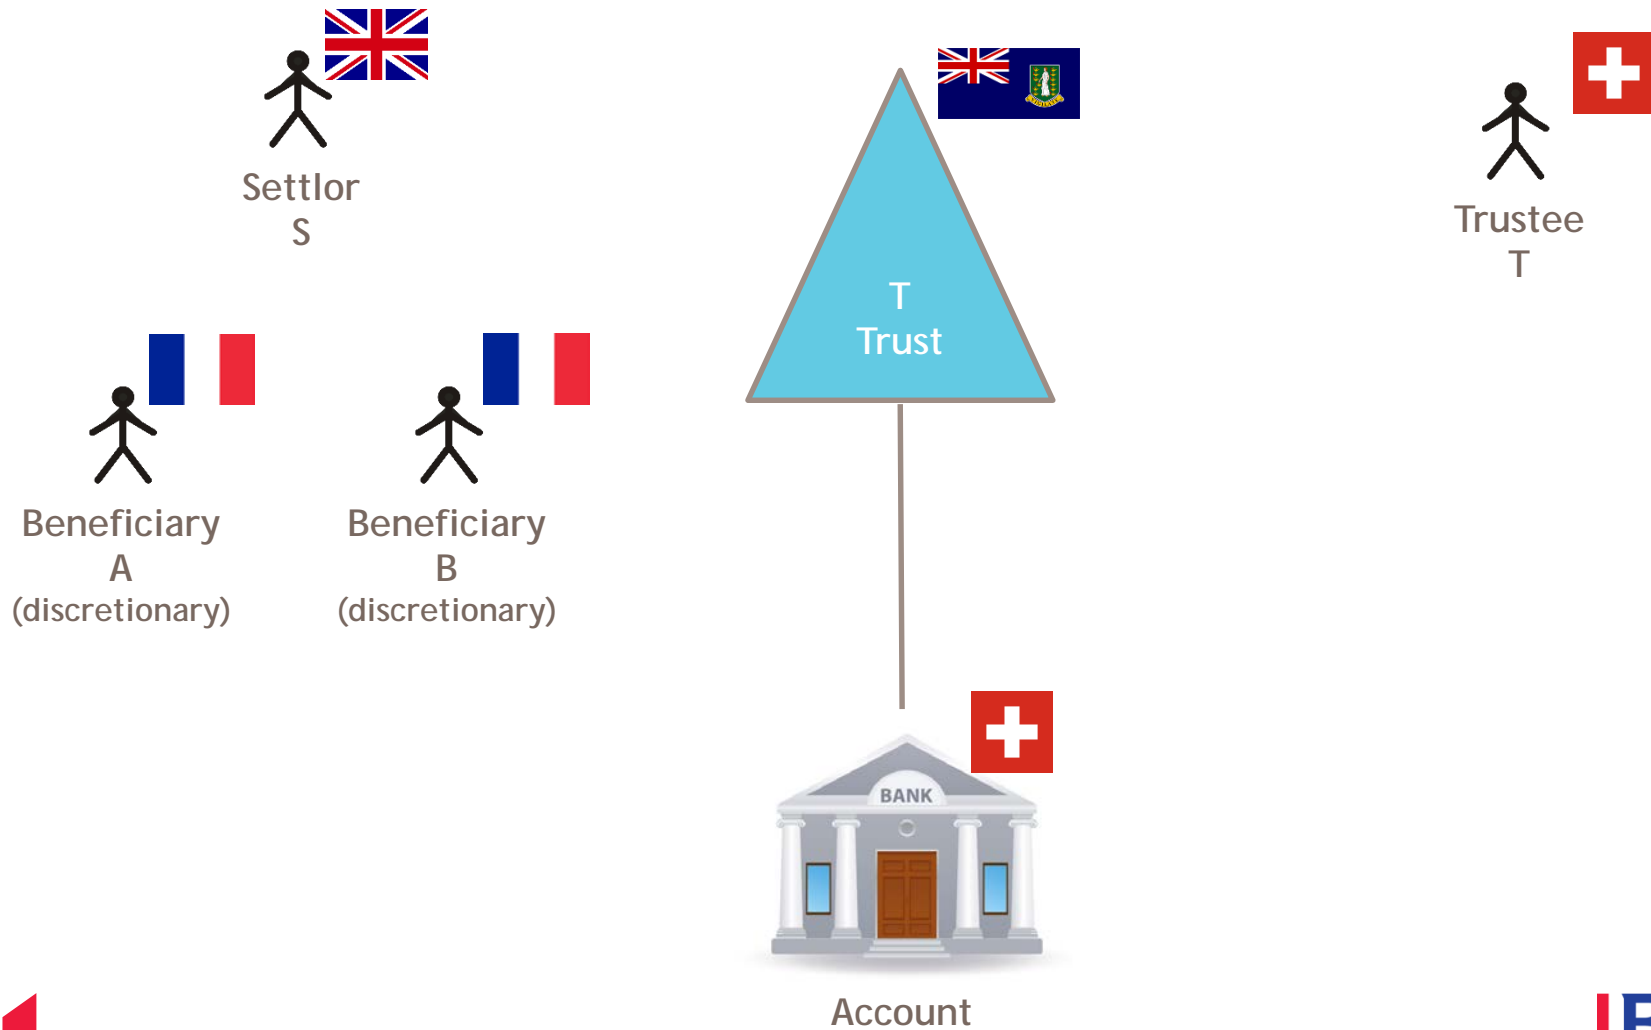 Settlor
S
Trustee
T
T
Trust
Beneficiary
A
(discretionary)
Beneficiary
B
(discretionary)
BANK
Account